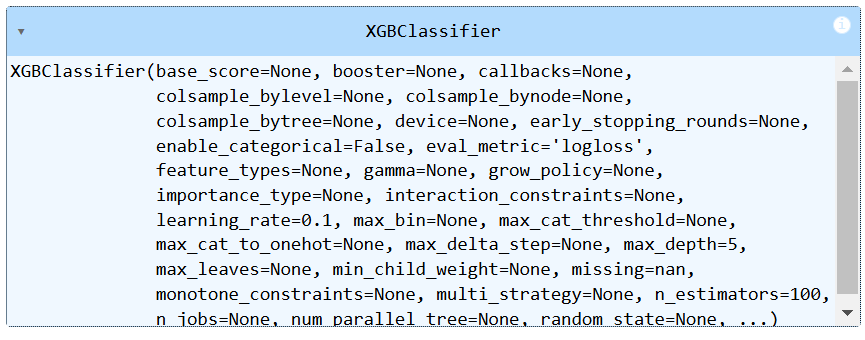 XGBClassifier
XGBClassifier(base_score=None, booster=None, callbacks=None,
colsample_bylevel=None, colsample_bynode=None,
colsample_bytree=None, device=None, early_stopping_rounds=None,
enable_categorical=False, eval_metric='logloss',
feature_types=None, gamma=None, grow_policy=None,
importance_type=None, interaction_constraints=None,
learning_rate=0.1, max_bin=None, max_cat_threshold=None,
max_cat_to_onehot=None, max_delta_step=None, max_depth=5,
max_leaves=None, min_child_weight=None, missing=nan,
monotone_constraints=None, multi_strategy=None, n_estimators=100,
n_jobs=None, num_parallel_tree=None, random_state=None, ...)